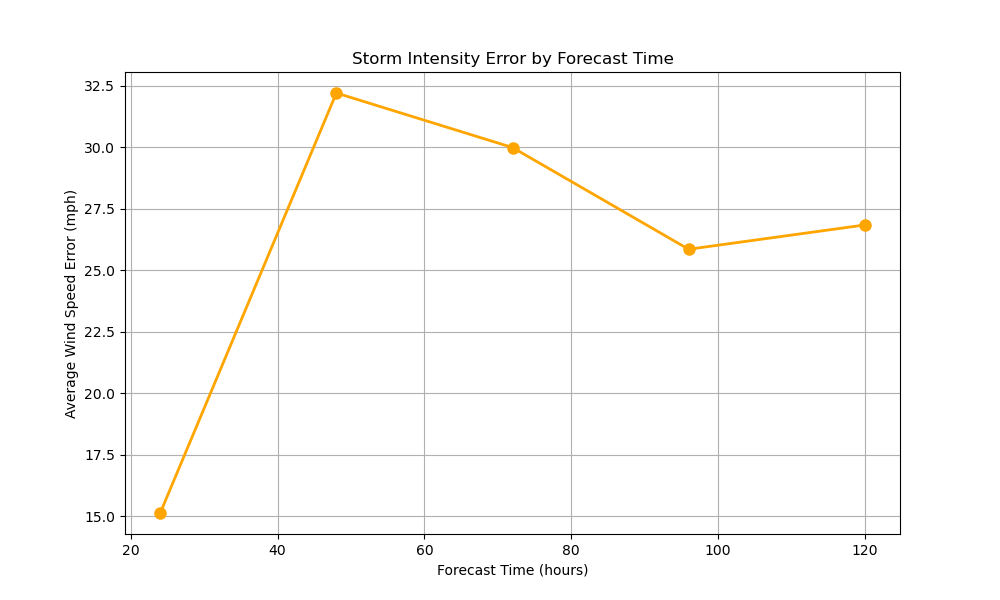 Storm Intensity Error by Forecast Time
Average Wind Speed Error (mph)
32.5
30.0
27.5
25.0
22.5
20.0
17.5
15.0
20 40 60 80 100 120
Forecast Time (hours)